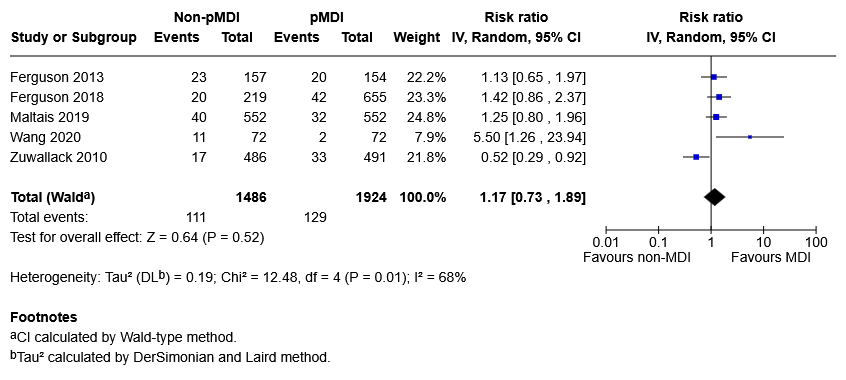 Non-pMDI pMDI Risk ratio Risk ratio
Study or Subgroup Events Total Events Total Weight IV, Random, 95% CI IV, Random, 95% CI
Ferguson 2013 23 157 20 154 22.2% 1.13 [0.65 , 1.97]
Ferguson 2018 20 219 42 655 23.3% 1.42 [0.86 , 2.37]
Maltais 2019 40 552 32 552 24.8% 1.25 [0.80 , 1.96]
Wang 2020 11 72 2 72 7.9% 5.50 [1.26 , 23.94]
Zuwallack 2010 17 486 33 491 21.8% 0.52 [0.29 , 0.92]
Total (Waldᵃ) 1486 1924 100.0% 1.17 [0.73 , 1.89]
Total events: 111 129
Test for overall effect: Z = 0.64 (P = 0.52)
0.01 0.1 1 10 100
Favours non-MDI Favours MDI
Heterogeneity: Tau² (DLᵇ) = 0.19; Chi² = 12.48, df = 4 (P = 0.01); I² = 68%
Footnotes
ᵃCI calculated by Wald-type method.
ᵇTau² calculated by DerSimonian and Laird method.